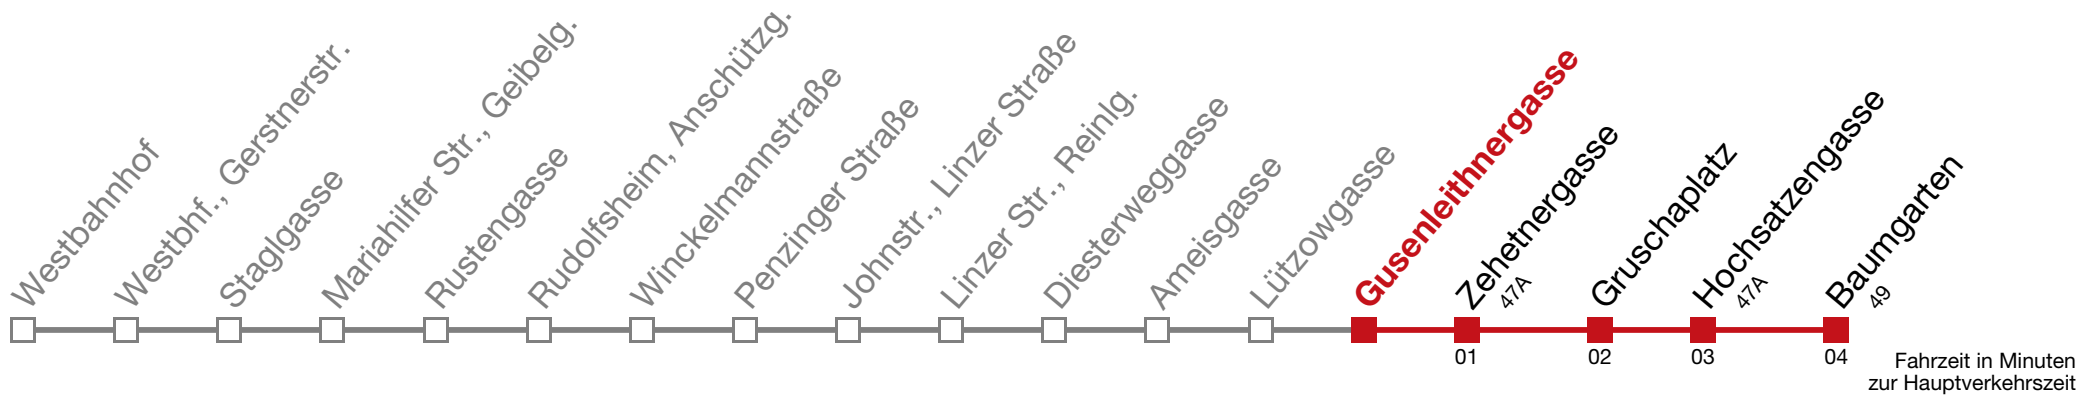 Westbahnhof
Westbhf., Gerstnerstr.
Staglgasse
Mariahilfer Str., Geibelg.
Rustengasse
Rudolfsheim, Anschützg.
Winckelmannstraße
Penzinger Straße
Johnstr., Linzer Straße
Linzer Str., Reinlg.
Diesterweggasse
Ameisgasse
Lützowgasse
Gusenleithnergasse
Zehetnergasse
47A
Gruschaplatz
Hochsatzengasse
47A
Baumgarten
49
01
02
03
04
Fahrzeit in Minuten
zur Hauptverkehrszeit